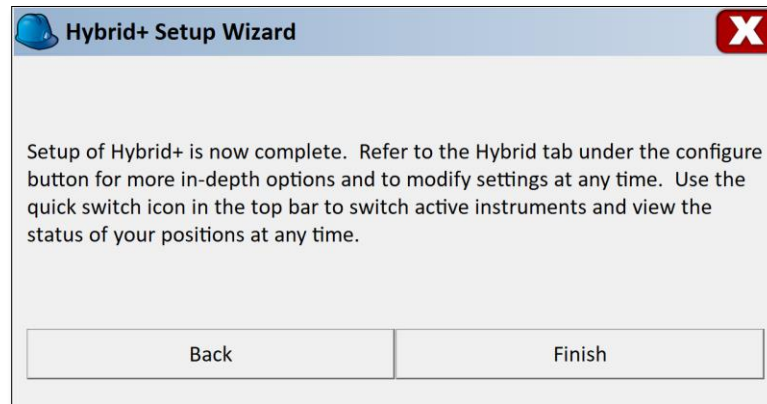 Hybrid+ Setup Wizard
X
Setup of Hybrid+ is now complete.  Refer to the Hybrid tab under the configure
button for more in-depth options and to modify settings at any time.  Use the
quick switch icon in the top bar to switch active instruments and view the
status of your positions at any time.
Back
Finish